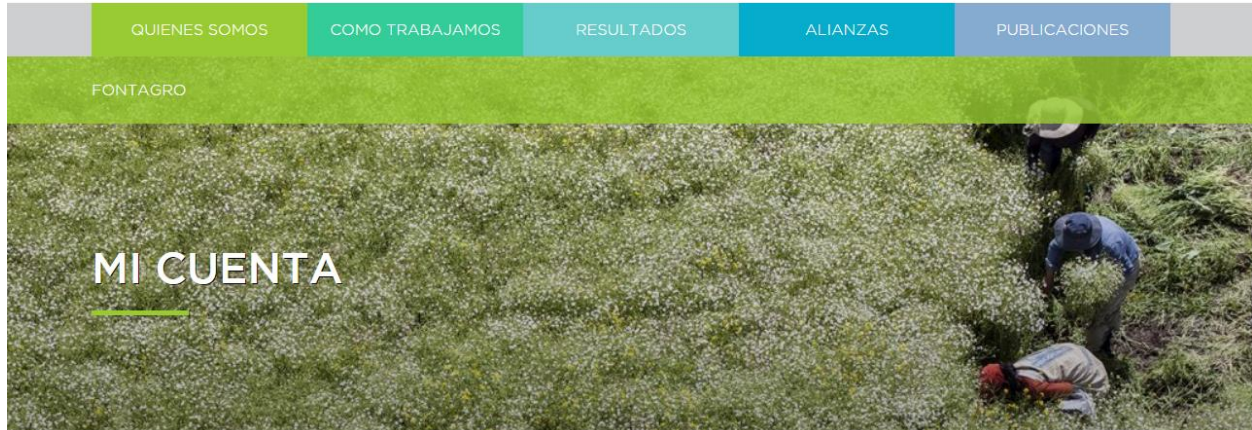 QUIENES SOMOS
COMO TRABAJAMOS
RESULTADOS
ALIANZAS
PUBLICACIONES
FONTAGRO
MI CUENTA